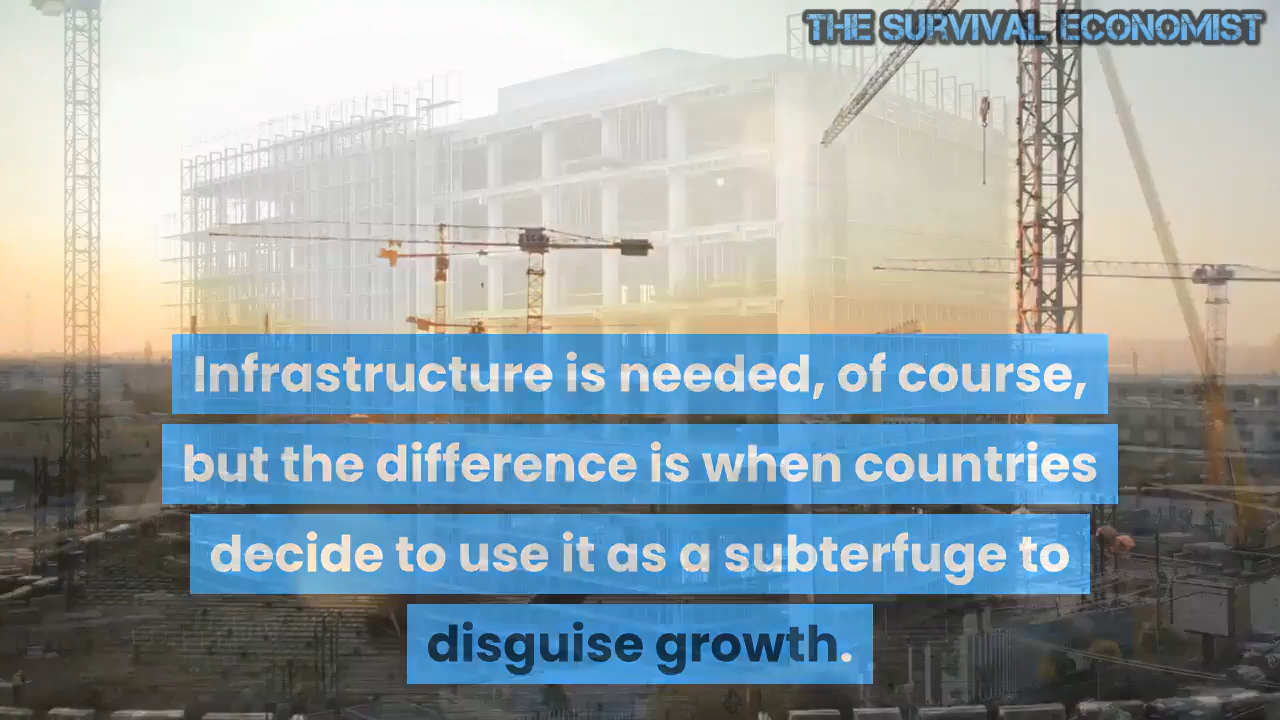 THE SURVIVAL ECONOMIST
Infrastructure is needed, of course,
but the difference is when countries
decide to use it as a subterfuge to
disguise growth.